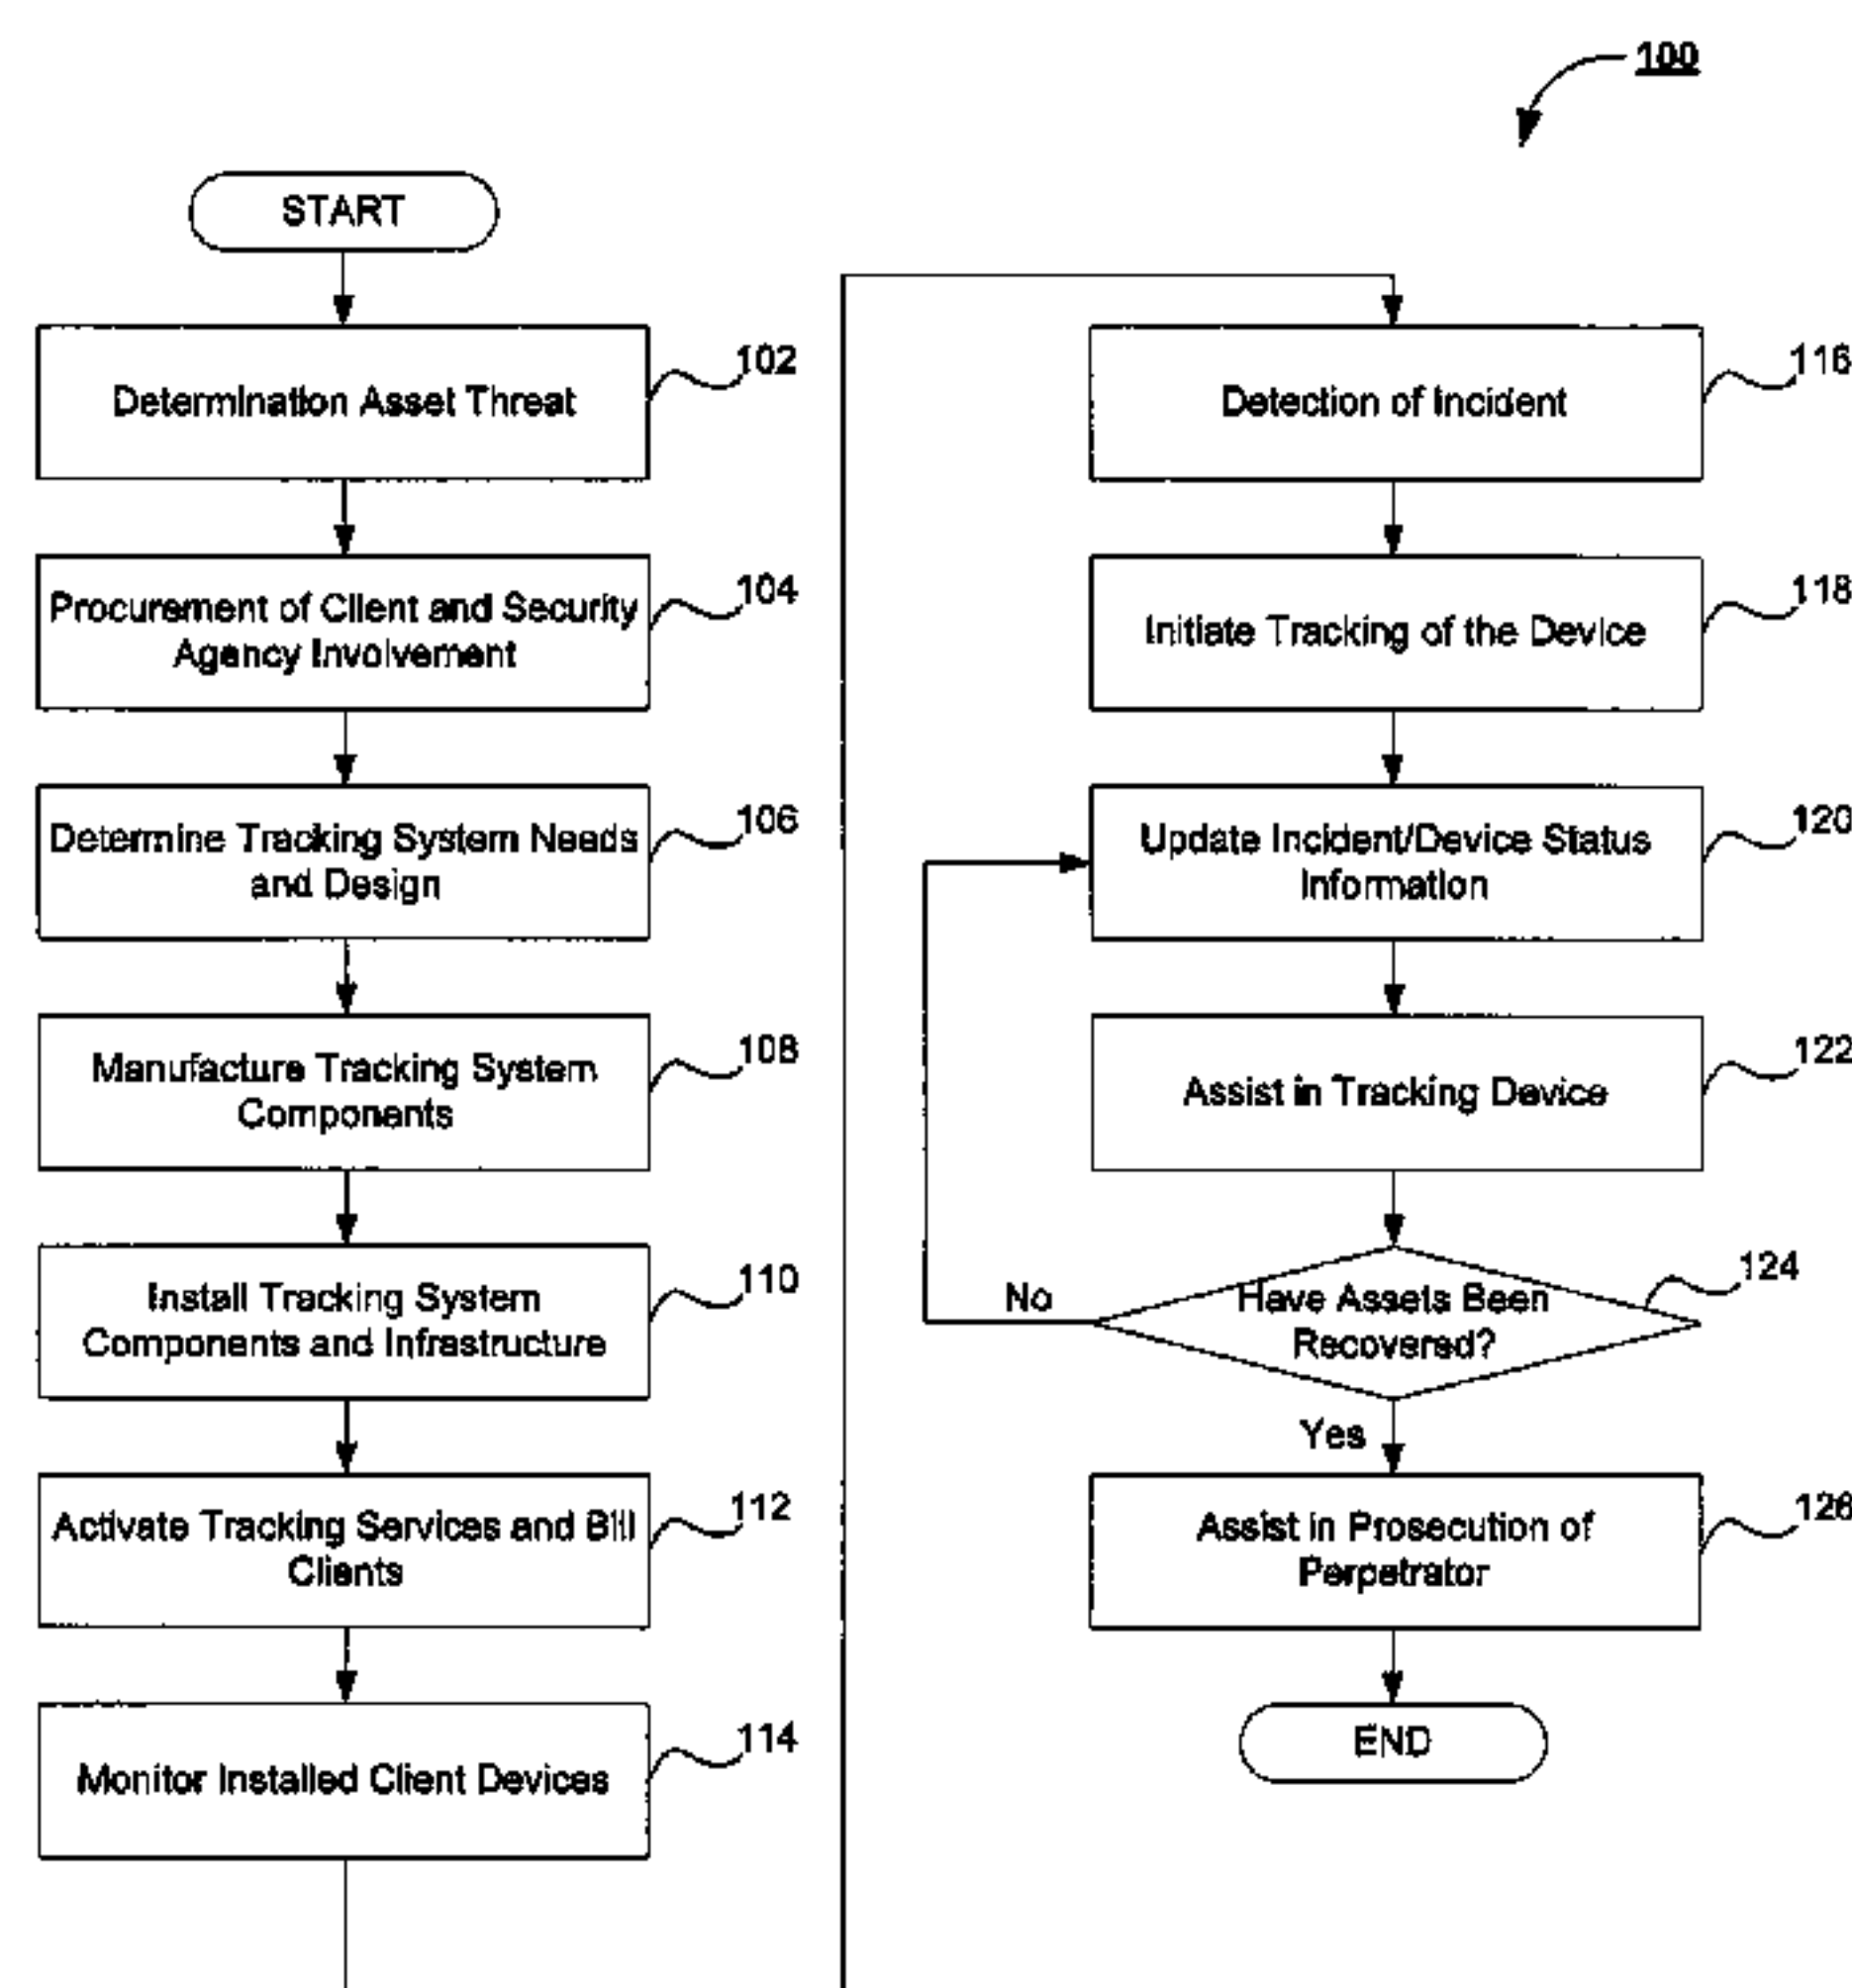 100
START
Determination Asset Threat
102
Procurement of Client and Security
Agency Involvement
104
Determine Tracking System Needs
and Design
106
Manufacture Tracking System
Components
108
Install Tracking System
Components and Infrastructure
110
Activate Tracking Services and Bill
Clients
112
Monitor Installed Client Devices
114
Detection of Incident
116
Initiate Tracking of the Device
118
Update Incident/Device Status
Information
120
Assist in Tracking Device
122
Have Assets Been
Recovered?
124
No
Yes
Assist in Prosecution of
Perpetrator
126
END